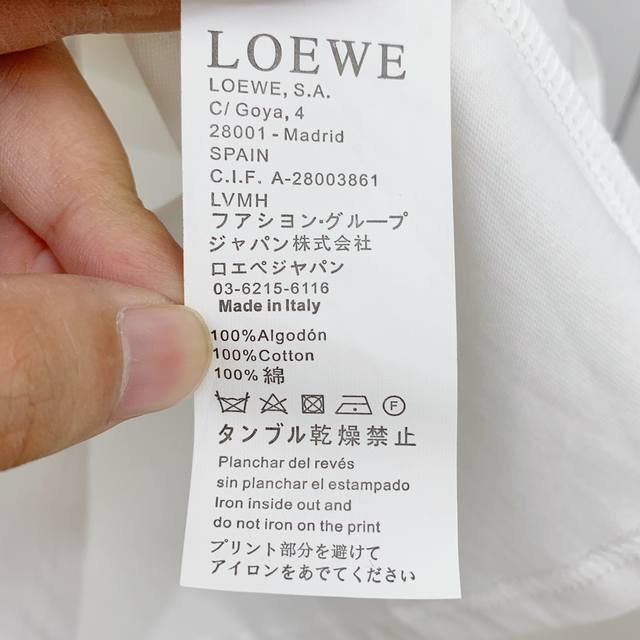 LOEWE
LOEWE, S.A.
C/ Goya, 4
28001 - Madrid
SPAIN
C.I.F. A-28003861
LVMH
フアシヨン·グループ
ジャパン株式会社
ロエベジャパン
03-6215-6116
Made in Italy
100%Algodón
100%Cotton
100% 綿
タンブル乾燥禁止
Planchar del revés
sin planchar el estampado
Iron inside out and
do not iron on the print
プリント部分を避けて
アイロンをあでてください